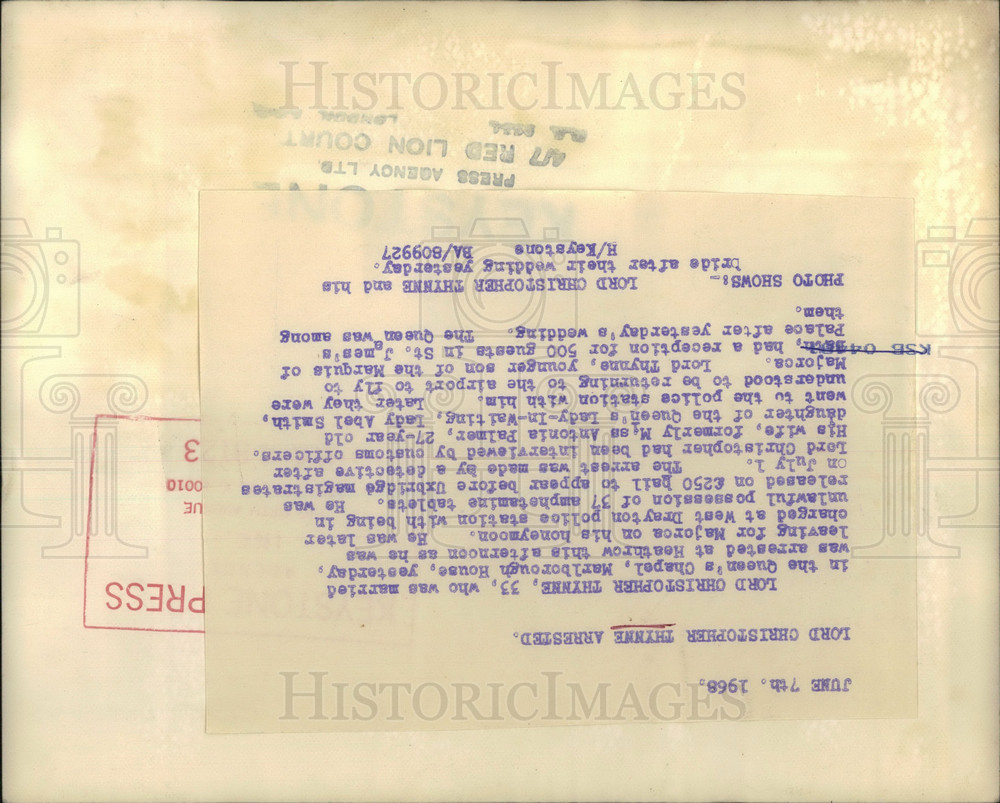 JUNE 7th. 1968.
LORD CHRISTOPHER THYNNE ARRESTED.
LORD CHRISTOPHER THYNNE, 33, who was married
in the Queen's Chapel, Marlborough House, yesterday,
was arrested at Heathrow this afternoon as he was
leaving for Majorca on his honeymoon. He was later
charged at West Drayton police station with being in
unlawful possession of 37 amphetamine tablets. He was
released on £250 bail to appear before Uxbridge magistrates
on July 1. The arrest was made by a detective after
Lord Christopher had been interviewed by customs officers.
His wife, formerly Miss Antonia Palmer, 27-year old
daughter of the Queen's Lady-In-Waiting, Lady Abel Smith,
went to the police station with him. Later they were
understood to be returning to the airport to fly to
Majorca. Lord Thynne, younger son of the Marquis of
Bath, had a reception for 500 guests in St. James's
Palace after yesterday's wedding. The Queen was among
them.
PHOTO SHOWS:- LORD CHRISTOPHER THYNNE and his
bride after their wedding yesterday.
H/Keystone BA/809927
KEYSTONE
PRESS AGENCY LTD.
4/7 RED LION COURT
LONDON,
PRESS
UE
0010
3
HISTORICIMAGES
HISTORICIMAGES